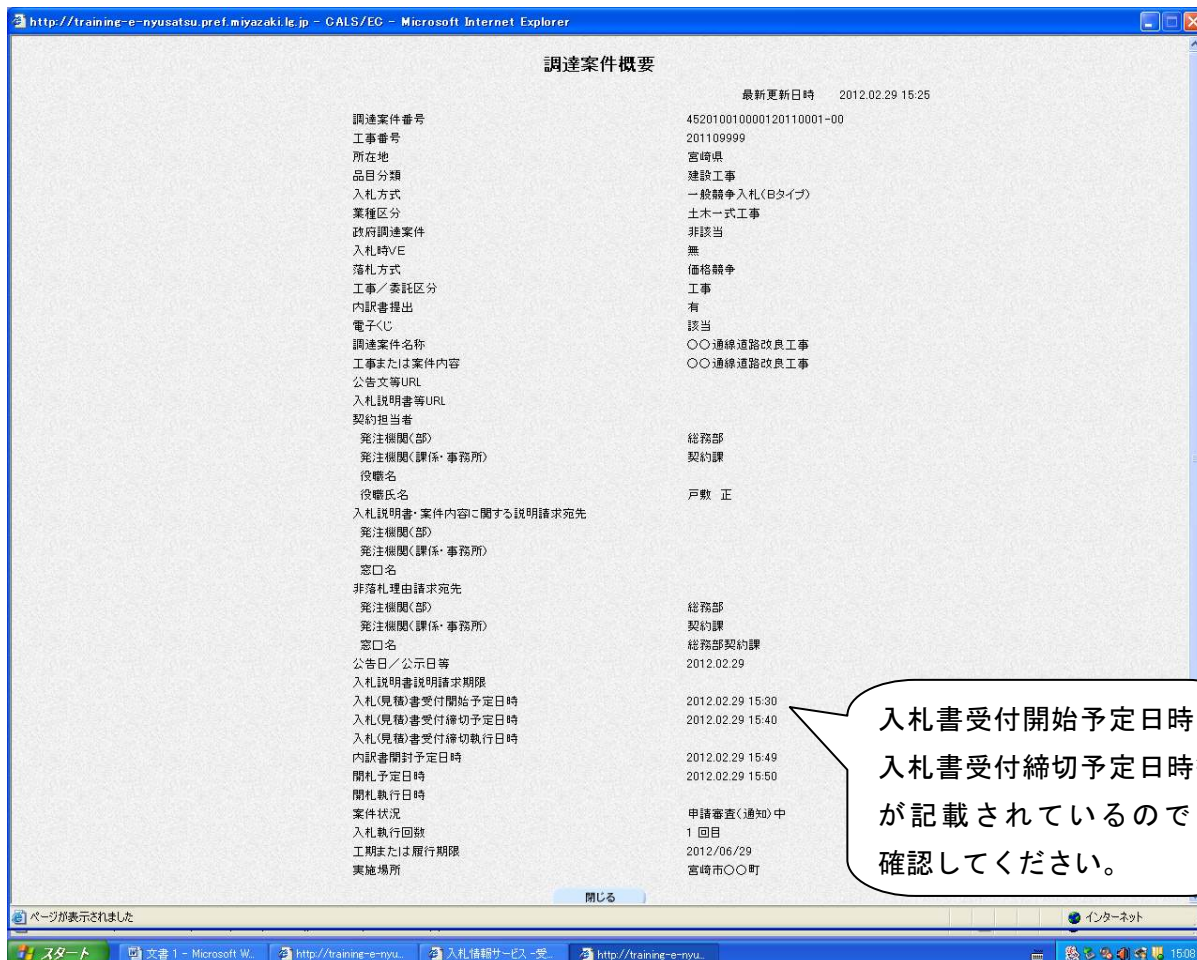 http://training-e-nyusatsu.pref.miyazaki.lg.jp - CALS/EC - Microsoft Internet Explorer
調達案件概要
最新更新日時 2012.02.29 15:25
調達案件番号 452010010000120110001-00
工事番号 201109999
所在地 宮崎県
品目分類 建設工事
入札方式 一般競争入札(Bタイプ)
業種区分 土木一式工事
政府調達案件 非該当
入札時VE 無
落札方式 価格競争
工事/委託区分 工事
内訳書提出 有
電子くじ 該当
調達案件名称 〇〇通線道路改良工事
工事または案件内容 〇〇通線道路改良工事
公告文等URL
入札説明書等URL
契約担当者
発注機関(部) 総務部
発注機関(課係・事務所) 契約課
役職名
役職氏名 戸敷 正
入札説明書・案件内容に関する説明請求宛先
発注機関(部)
発注機関(課係・事務所)
窓口名
非落札理由請求宛先
発注機関(部) 総務部
発注機関(課係・事務所) 契約課
窓口名 総務部契約課
公告日/公示日等 2012.02.29
入札説明書説明請求期限
入札(見積)書受付開始予定日時 2012.02.29 15:30
入札(見積)書受付締切予定日時 2012.02.29 15:40
入札(見積)書受付締切執行日時
内訳書開封予定日時 2012.02.29 15:49
開札予定日時 2012.02.29 15:50
開札執行日時
案件状況 申請審査(通知)中
入札執行回数 1 回目
工期または履行期限 2012/06/29
実施場所 宮崎市〇〇町
入札書受付開始予定日時
入札書受付締切予定日時
が記載されているので
確認してください。
閉じる
ページが表示されました インターネット
スタート 文書 1 - Microsoft W... http://training-e-nyu... 入札情報サービス -受... http://training-e-nyu... 15:08